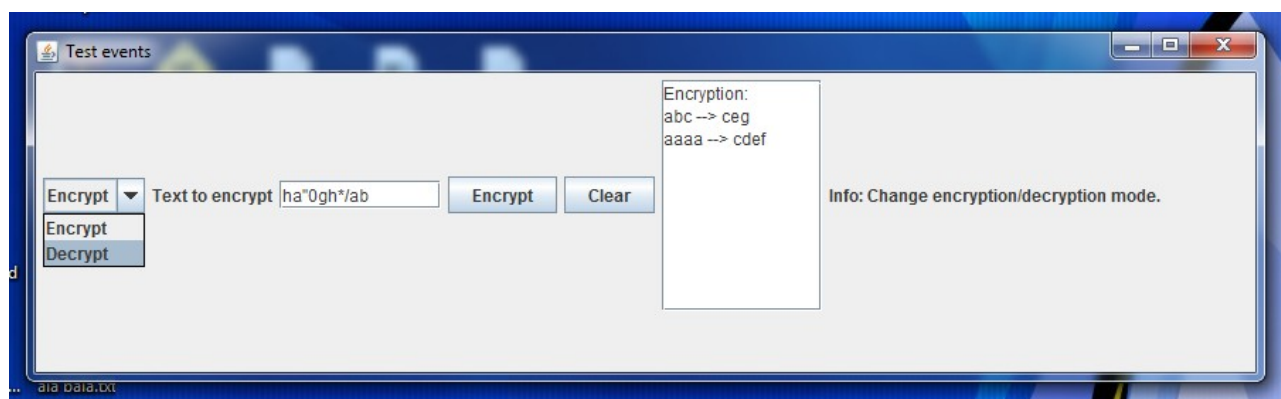 Test events
Encryption:
abc --> ceg
aaaa --> cdef
Encrypt Text to encrypt ha"0gh*/ab Encrypt Clear Info: Change encryption/decryption mode.
Encrypt
Decrypt
d
... ala bala.txt